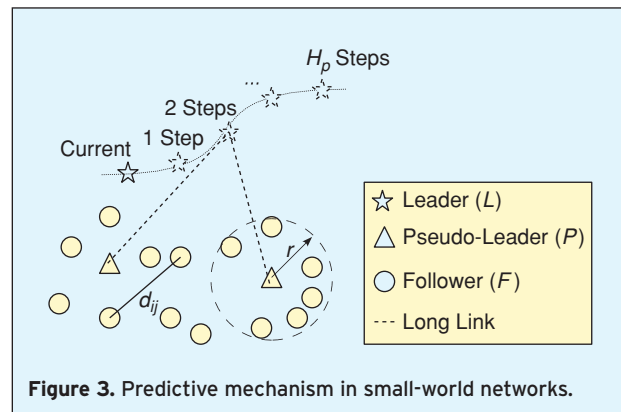 H_p Steps
...
2 Steps
1 Step
Current
r
d_ij
Leader (L)
Pseudo-Leader (P)
Follower (F)
Long Link
Figure 3. Predictive mechanism in small-world networks.